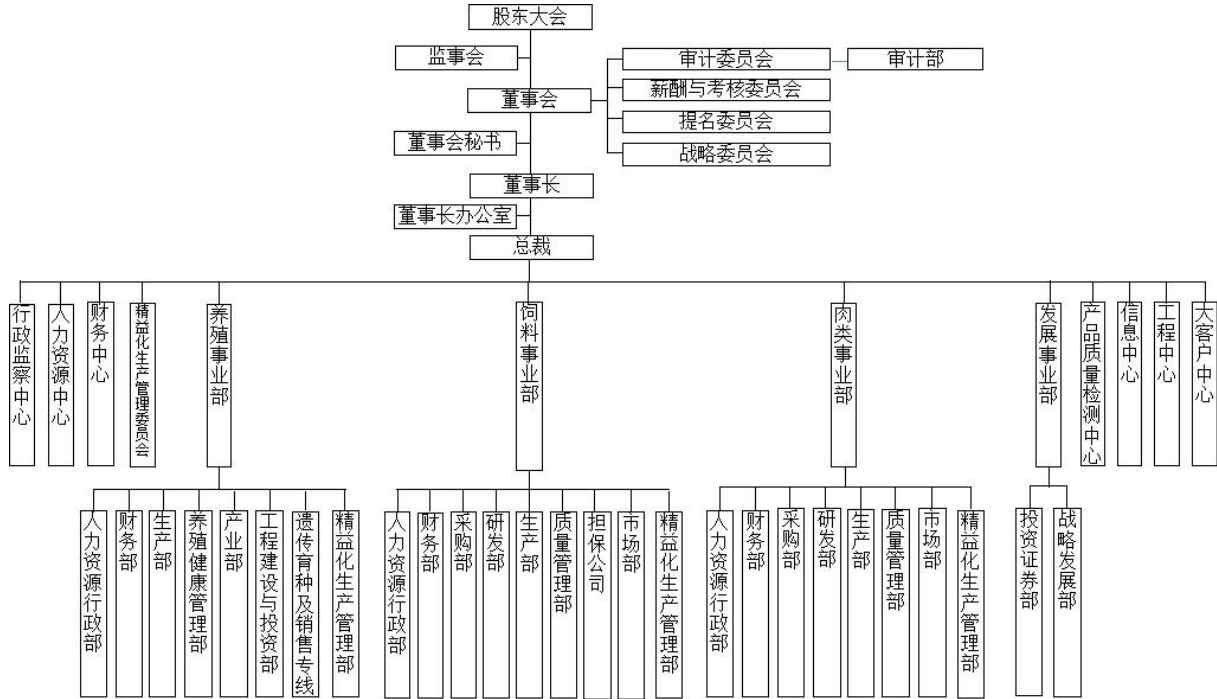 股东大会
监事会
审计委员会
审计部
薪酬与考核委员会
董事会
提名委员会
董事会秘书
战略委员会
董事长
董事长办公室
总裁
行政监察中心
人力资源中心
财务中心
精益化生产管理委员会
养殖事业部
饲料事业部
肉类事业部
发展事业部
产品质量检测中心
信息中心
工程中心
大客户中心
人力资源行政部
财务部
生产部
养殖健康管理部
产业部
工程建设与投资部
遗传育种及销售专线
精益化生产管理部
人力资源行政部
财务部
采购部
研发部
生产部
质量管理部
担保公司
市场部
精益化生产管理部
人力资源行政部
财务部
采购部
研发部
生产部
质量管理部
市场部
精益化生产管理部
投资证券部
战略发展部